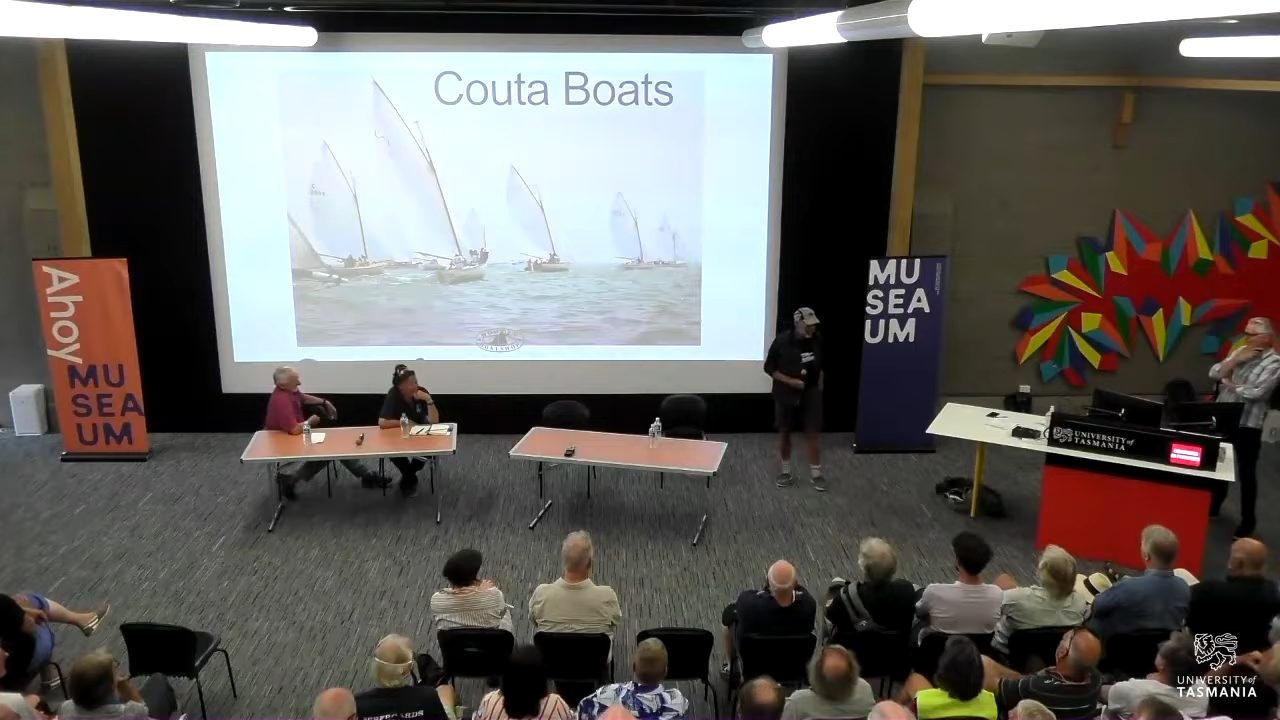 Couta Boats
Ahoy
MU
SEA
UM
MU
SEA
UM
UNIVERSITY of
TASMANIA
UNIVERSITY of
TASMANIA